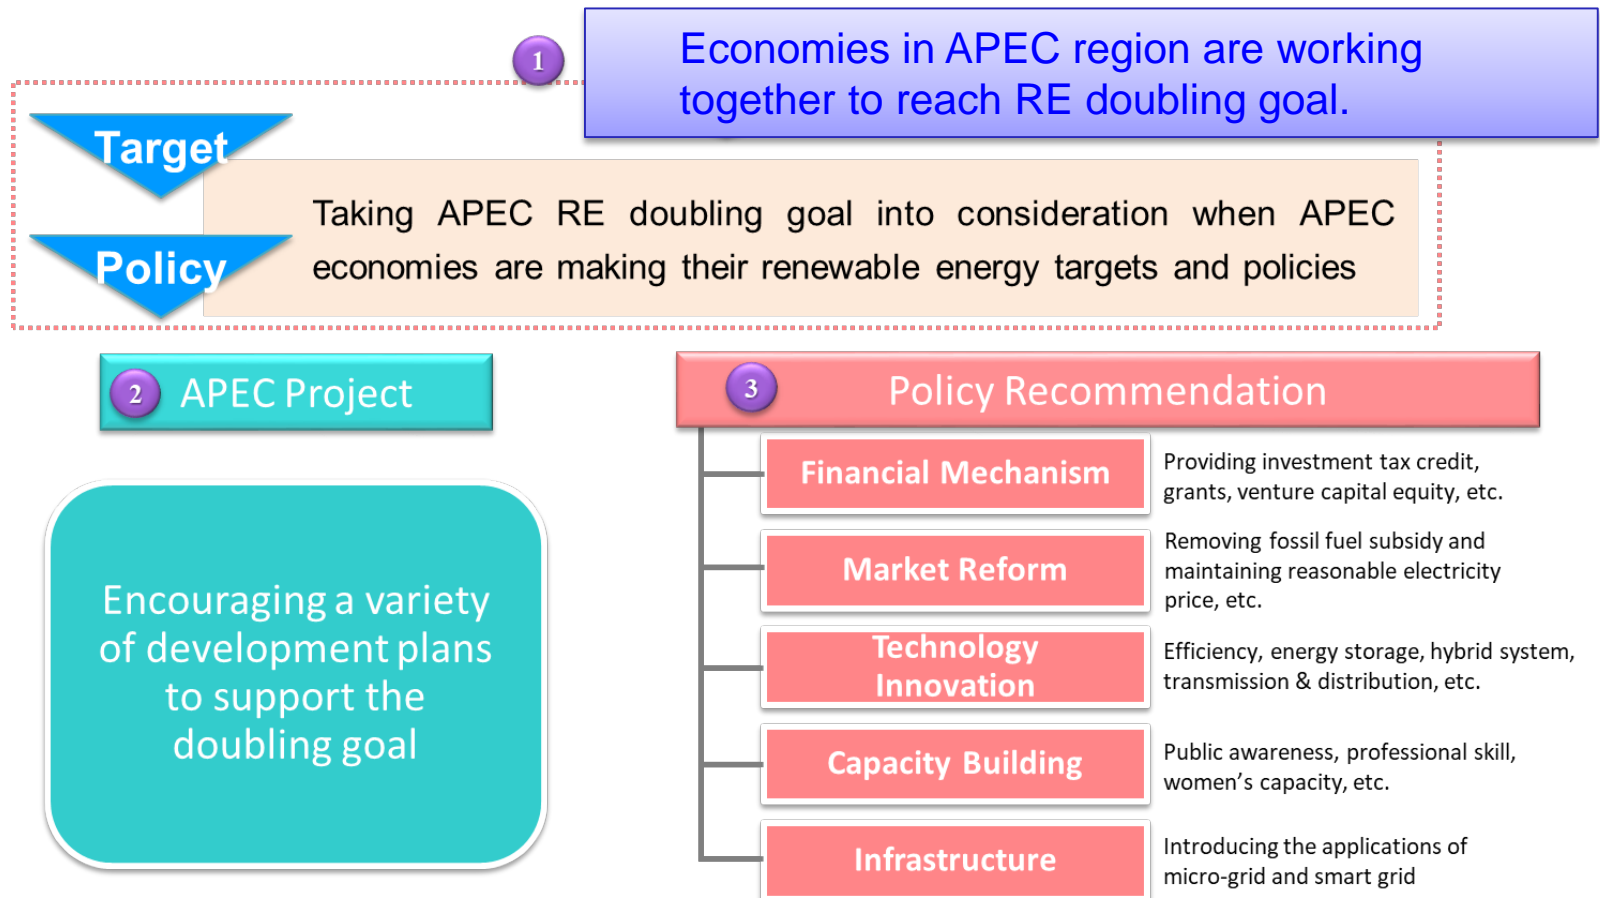 1
Economies in APEC region are working
together to reach RE doubling goal.
Target
Policy
Taking APEC RE doubling goal into consideration when APEC
economies are making their renewable energy targets and policies
2
APEC Project
Encouraging a variety
of development plans
to support the
doubling goal
3
Policy Recommendation
Financial Mechanism
Providing investment tax credit,
grants, venture capital equity, etc.
Market Reform
Removing fossil fuel subsidy and
maintaining reasonable electricity
price, etc.
Technology
Innovation
Efficiency, energy storage, hybrid system,
transmission & distribution, etc.
Capacity Building
Public awareness, professional skill,
women’s capacity, etc.
Infrastructure
Introducing the applications of
micro-grid and smart grid